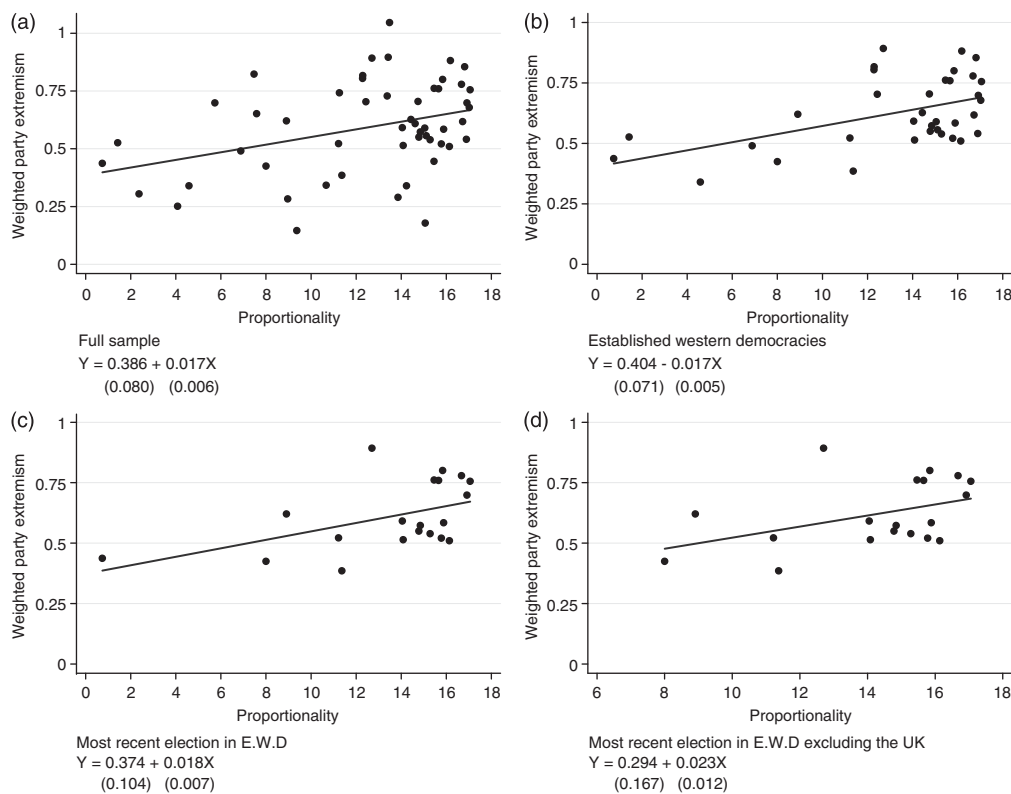 (a)
Weighted party extremism
1
0.75
0.5
0.25
0
0 2 4 6 8 10 12 14 16 18
Proportionality
Full sample
Y = 0.386 + 0.017X
(0.080) (0.006)
(b)
Weighted party extremism
1
0.75
0.5
0.25
0
0 2 4 6 8 10 12 14 16 18
Proportionality
Established western democracies
Y = 0.404 - 0.017X
(0.071) (0.005)
(c)
Weighted party extremism
1
0.75
0.5
0.25
0
0 2 4 6 8 10 12 14 16 18
Proportionality
Most recent election in E.W.D
Y = 0.374 + 0.018X
(0.104) (0.007)
(d)
Weighted party extremism
1
0.75
0.5
0.25
0
6 8 10 12 14 16 18
Proportionality
Most recent election in E.W.D excluding the UK
Y = 0.294 + 0.023X
(0.167) (0.012)